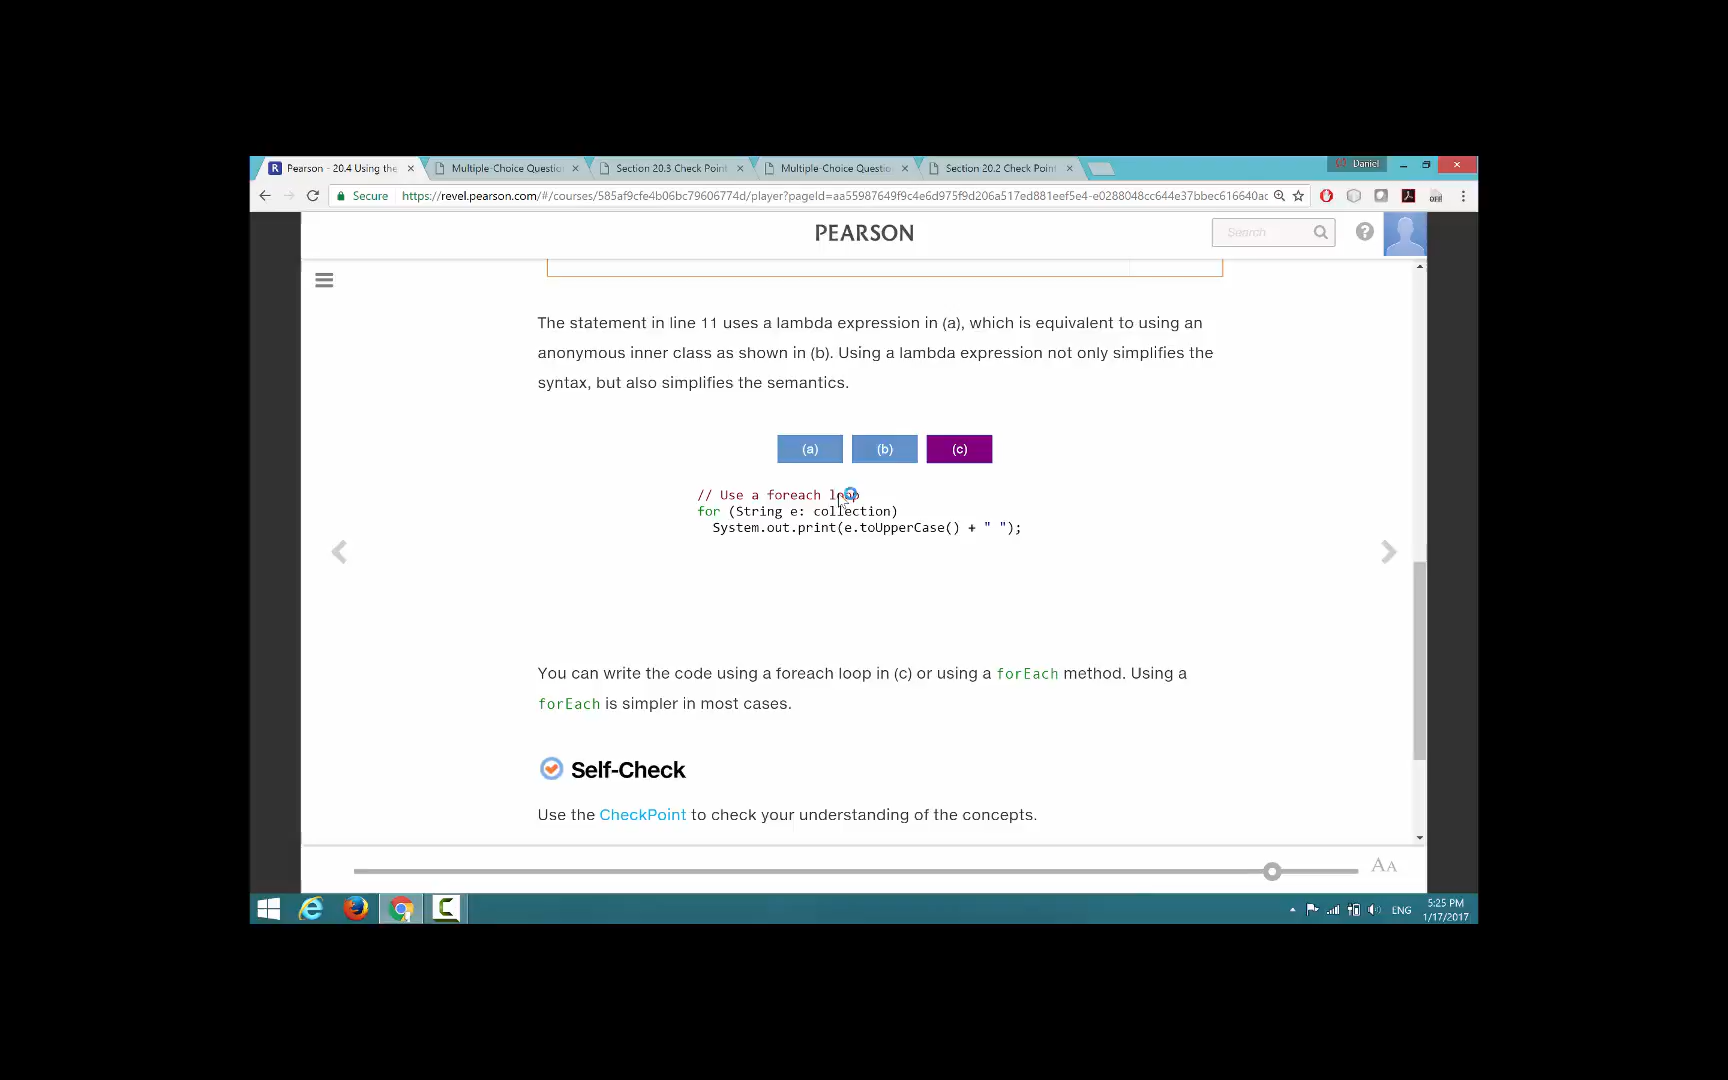 Pearson - 20.4 Using the
Multiple-Choice Questio
Section 20.3 Check Point
Multiple-Choice Questio
Section 20.2 Check Point
Daniel
Secure
https://revel.pearson.com/#/courses/585af9cfe4b06bc79606774d/player?pageId=aa55987649f9c4e6d975f9d206a517ed881eef5e4-e0288048cc644e37bbec616640ac
OFF
PEARSON
Search
The statement in line 11 uses a lambda expression in (a), which is equivalent to using an
anonymous inner class as shown in (b). Using a lambda expression not only simplifies the
syntax, but also simplifies the semantics.
(a) (b) (c)
// Use a foreach loop
for (String e: collection)
System.out.print(e.toUpperCase() + " ");
You can write the code using a foreach loop in (c) or using a forEach method. Using a
forEach is simpler in most cases.
Self-Check
Use the CheckPoint to check your understanding of the concepts.
AA
ENG
5:25 PM
1/17/2017